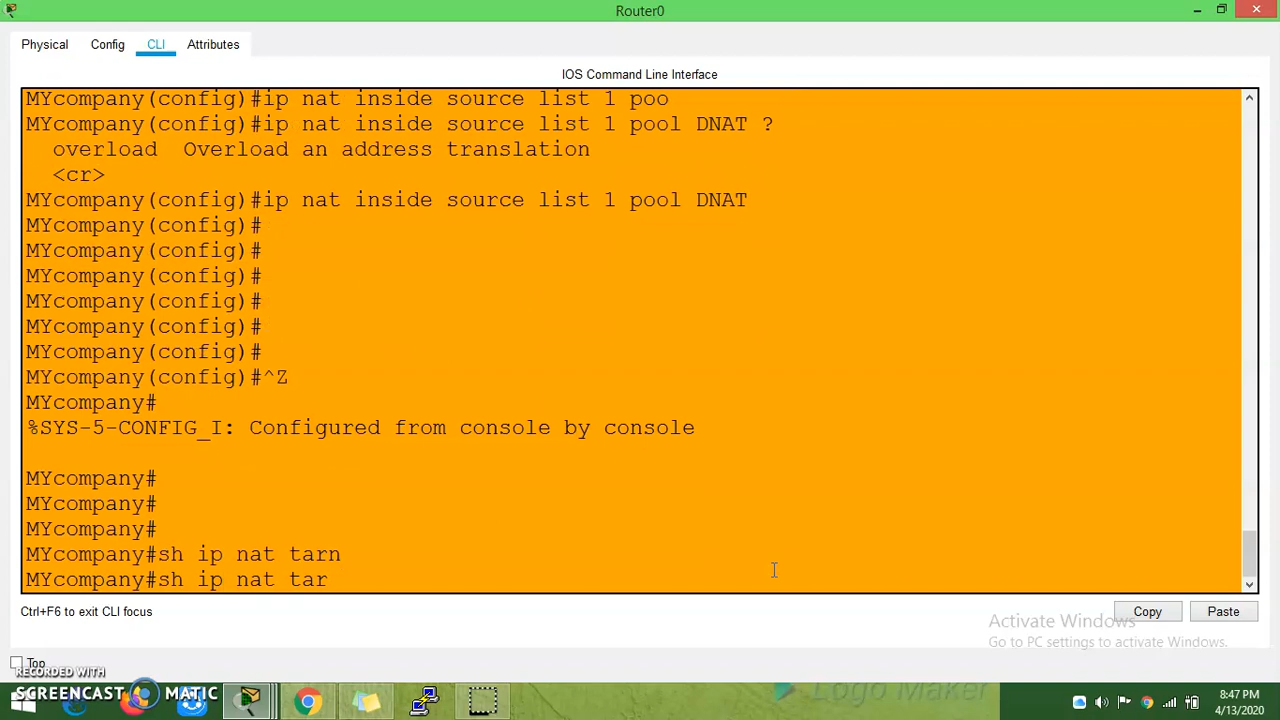 Router0
Physical Config CLI Attributes
IOS Command Line Interface
MYcompany(config)#ip nat inside source list 1 poo
MYcompany(config)#ip nat inside source list 1 pool DNAT ?
overload Overload an address translation
<cr>
MYcompany(config)#ip nat inside source list 1 pool DNAT
MYcompany(config)#
MYcompany(config)#
MYcompany(config)#
MYcompany(config)#
MYcompany(config)#
MYcompany(config)#
MYcompany(config)#^Z
MYcompany#
%SYS-5-CONFIG_I: Configured from console by console
MYcompany#
MYcompany#
MYcompany#
MYcompany#sh ip nat tarn
MYcompany#sh ip nat tar
Ctrl+F6 to exit CLI focus
Copy Paste
Activate Windows
Go to PC settings to activate Windows.
Top
RECORDED WITH
SCREENCAST MATIC
Logo Maker
8:47 PM
4/13/2020